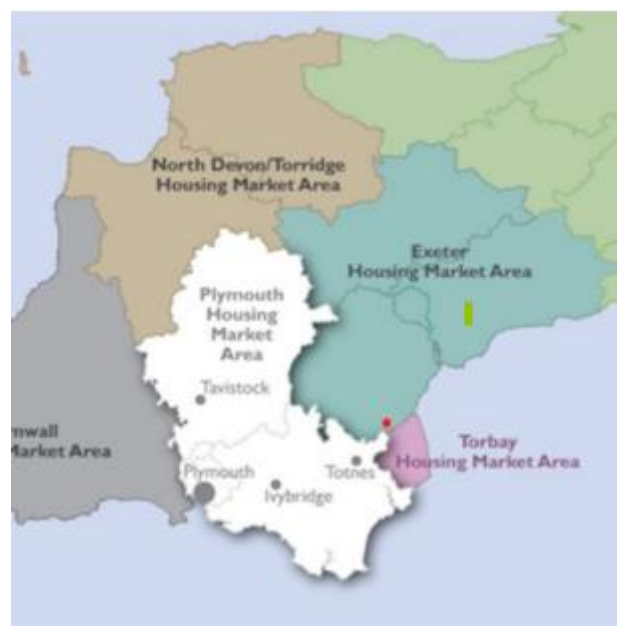 North Devon/Torridge
Housing Market Area
Exeter
Housing Market Area
Plymouth
Housing
Market
Area
Tavistock
nwall
Market Area
Torbay
Housing Market Area
Plymouth
Totnes
Ivybridge